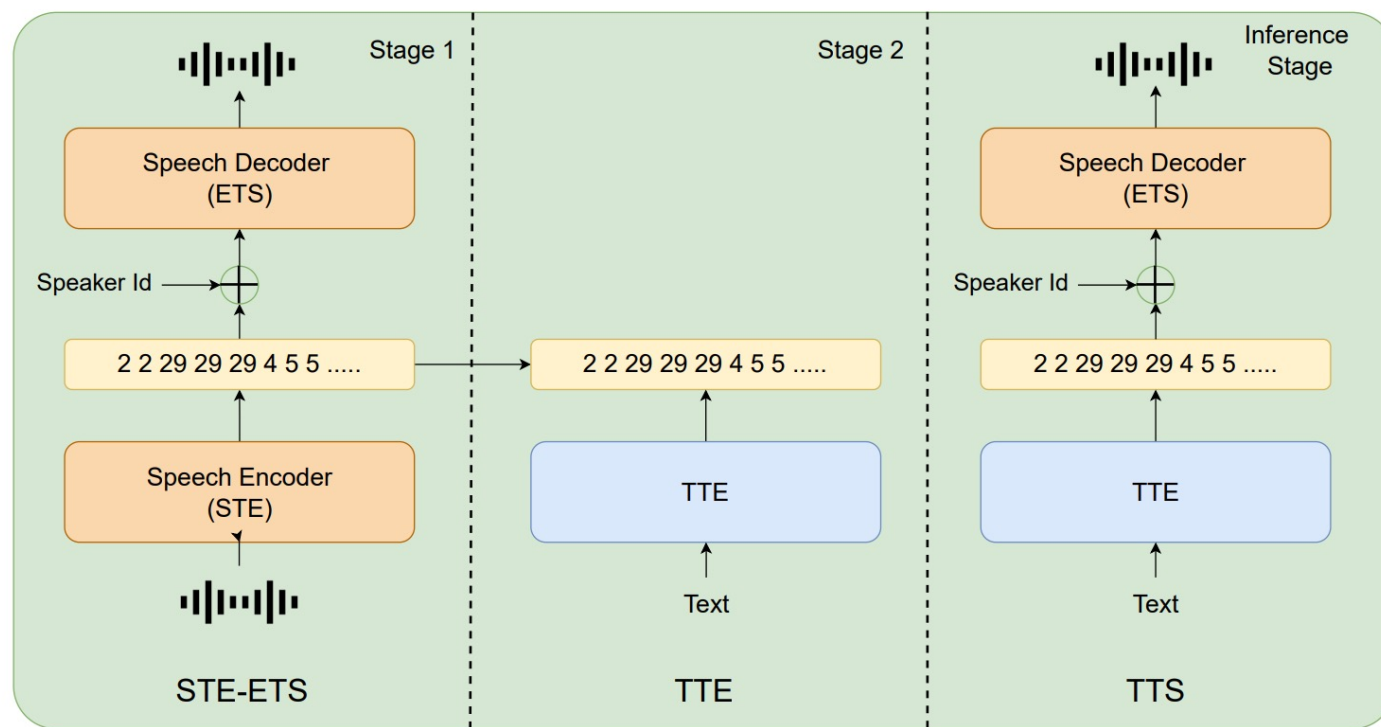 Stage 1
Speech Decoder
(ETS)
Speaker Id
2 2 29 29 29 4 5 5 .....
Speech Encoder
(STE)
STE-ETS
Stage 2
2 2 29 29 29 4 5 5 .....
TTE
Text
TTE
Inference
Stage
Speech Decoder
(ETS)
Speaker Id
2 2 29 29 29 4 5 5 .....
TTE
Text
TTS